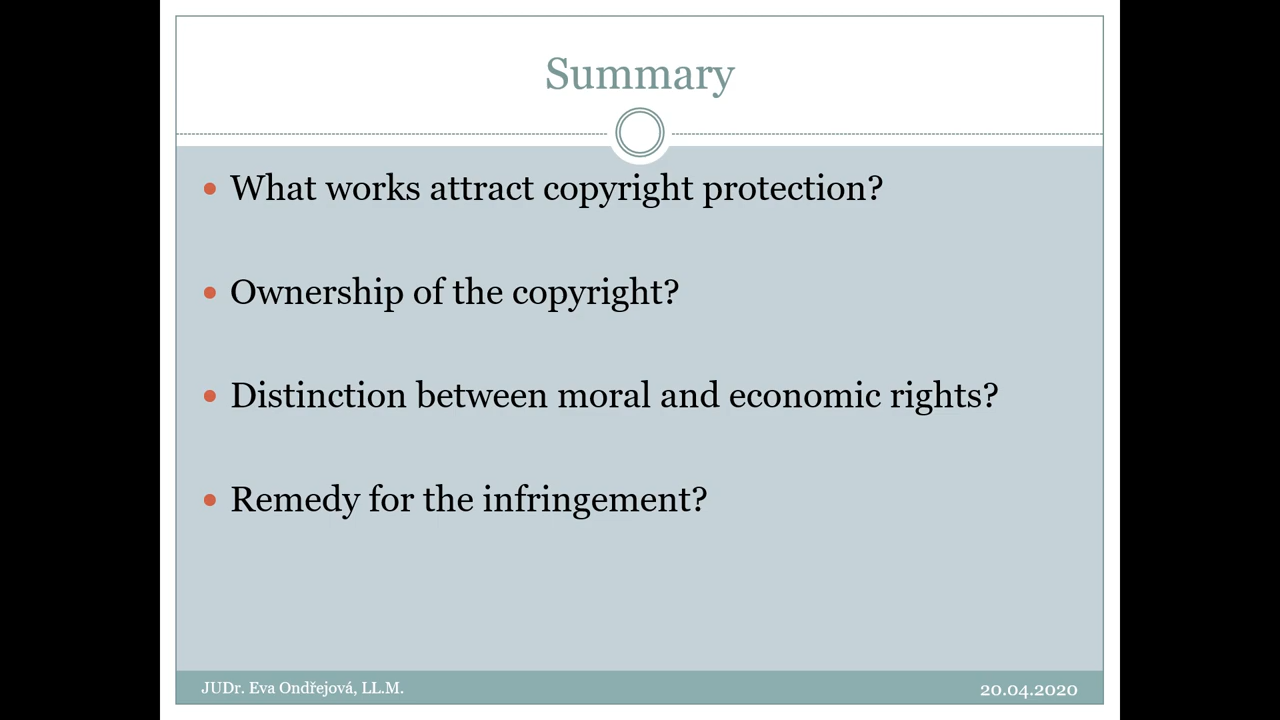 Summary
• What works attract copyright protection?
• Ownership of the copyright?
• Distinction between moral and economic rights?
• Remedy for the infringement?
JUDr. Eva Ondřejová, LL.M.
20.04.2020